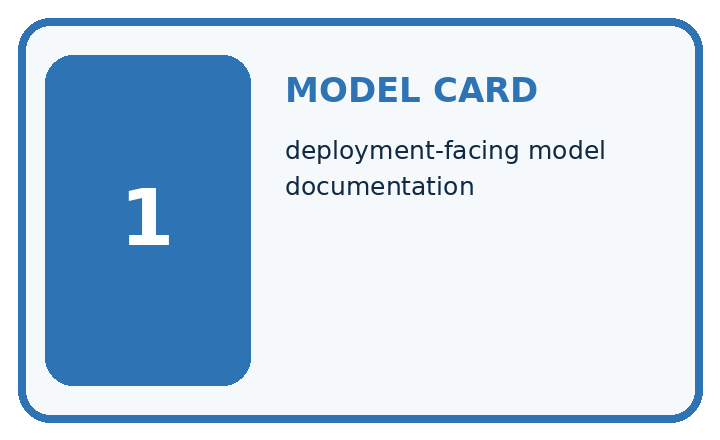 1
MODEL CARD
deployment-facing model
documentation